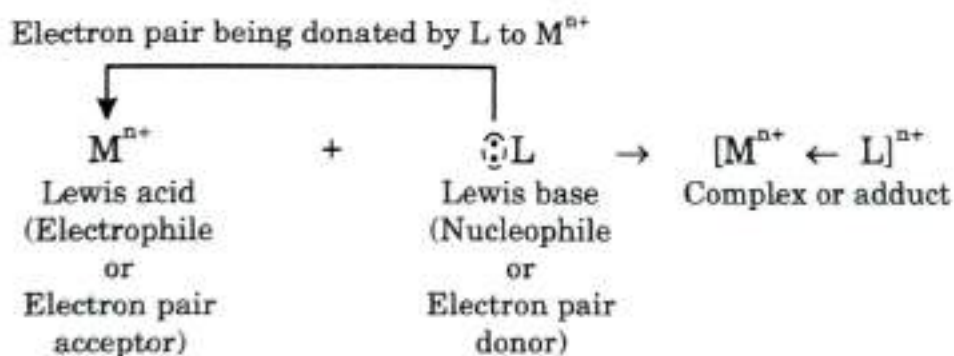 Electron pair being donated by L to Mⁿ⁺
Mⁿ⁺ + :L → [Mⁿ⁺ ← L]ⁿ⁺
Lewis acid Lewis base Complex or adduct
(Electrophile (Nucleophile
or or
Electron pair Electron pair
acceptor) donor)